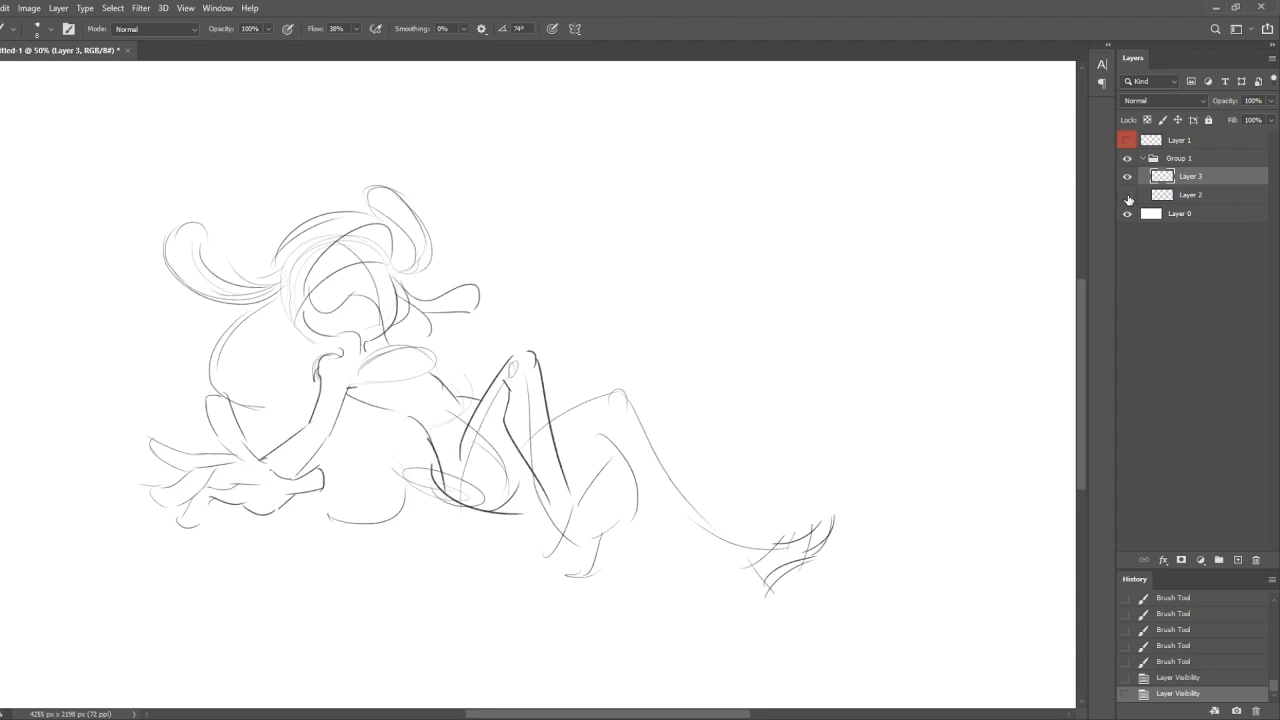 dit Image Layer Type Select Filter 3D View Window Help
8 Mode: Normal Opacity: 100% Flow: 38% Smoothing: 0% 74°
titled-1 @ 50% (Layer 3, RGB/8#) * ×
Layers
Kind
Normal Opacity: 100%
Lock: Fill: 100%
Layer 1
Group 1
Layer 3
Layer 2
Layer 0
History
Brush Tool
Brush Tool
Brush Tool
Brush Tool
Brush Tool
Layer Visibility
Layer Visibility
4255 px x 2198 px (72 ppi)